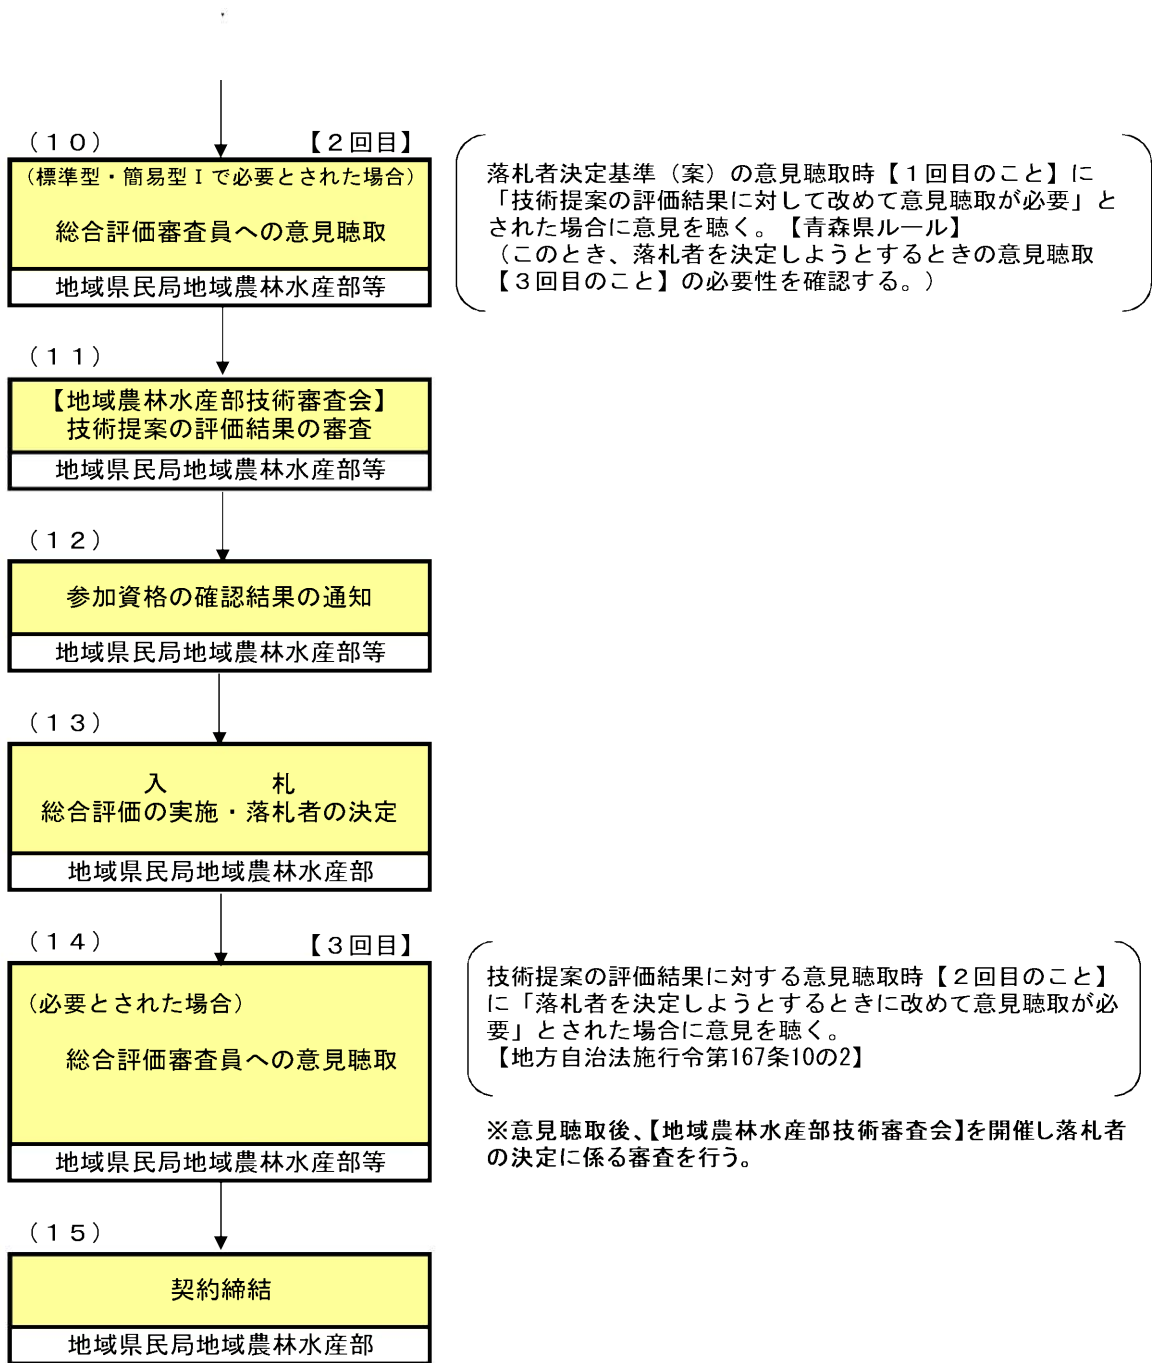 （１０）　【２回目】
（標準型・簡易型Ⅰで必要とされた場合）
総合評価審査員への意見聴取
地域県民局地域農林水産部等
落札者決定基準（案）の意見聴取時【１回目のこと】に
「技術提案の評価結果に対して改めて意見聴取が必要」と
された場合に意見を聴く。【青森県ルール】
（このとき、落札者を決定しようとするときの意見聴取
【３回目のこと】の必要性を確認する。）
（１１）
【地域農林水産部技術審査会】
技術提案の評価結果の審査
地域県民局地域農林水産部等
（１２）
参加資格の確認結果の通知
地域県民局地域農林水産部等
（１３）
入　　　　札
総合評価の実施・落札者の決定
地域県民局地域農林水産部
（１４）　【３回目】
（必要とされた場合）
総合評価審査員への意見聴取
地域県民局地域農林水産部等
技術提案の評価結果に対する意見聴取時【２回目のこと】
に「落札者を決定しようとするときに改めて意見聴取が必
要」とされた場合に意見を聴く。
【地方自治法施行令第167条10の2】
※意見聴取後、【地域農林水産部技術審査会】を開催し落札者
の決定に係る審査を行う。
（１５）
契約締結
地域県民局地域農林水産部